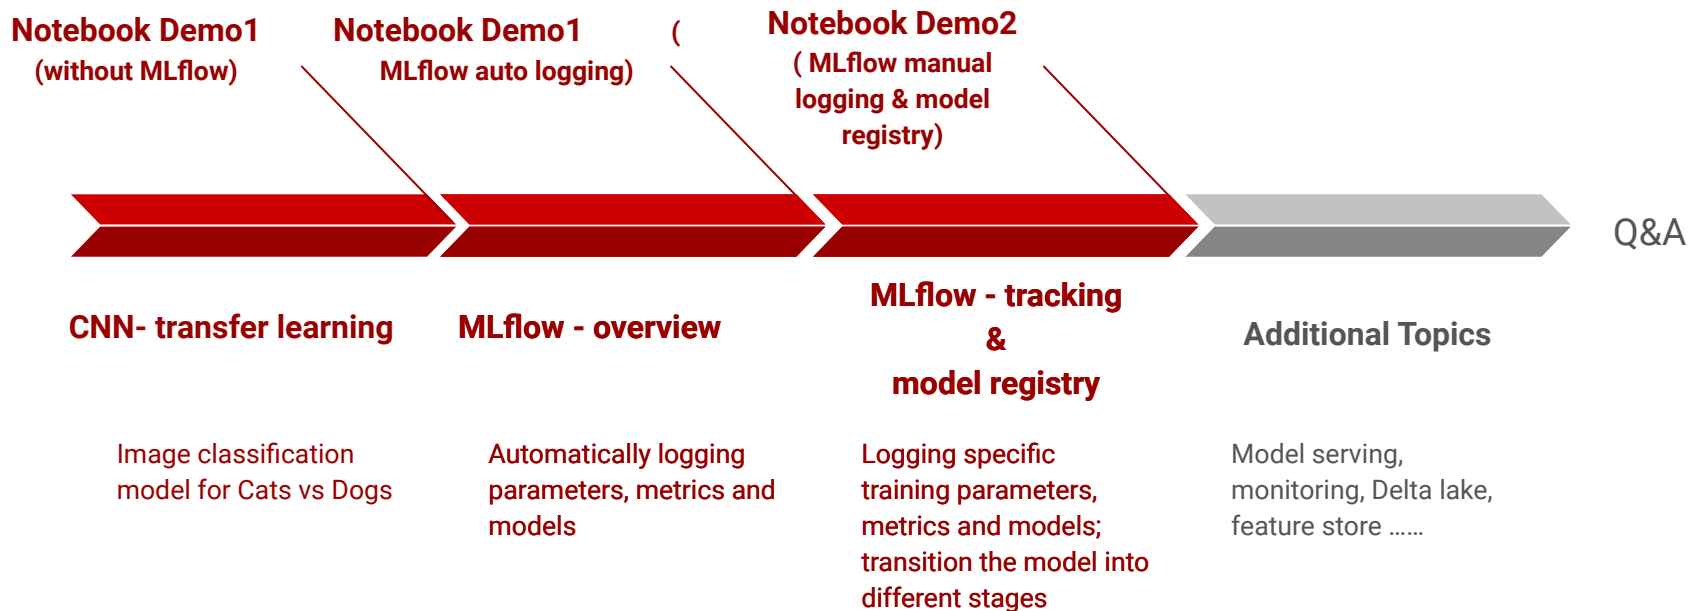 Notebook Demo1
(without MLflow)
Notebook Demo1 (
MLflow auto logging)
Notebook Demo2
( MLflow manual
logging & model
registry)
Q&A
CNN- transfer learning
MLflow - overview
MLflow - tracking
&
model registry
Additional Topics
Image classification
model for Cats vs Dogs
Automatically logging
parameters, metrics and
models
Logging specific
training parameters,
metrics and models;
transition the model into
different stages
Model serving,
monitoring, Delta lake,
feature store ......